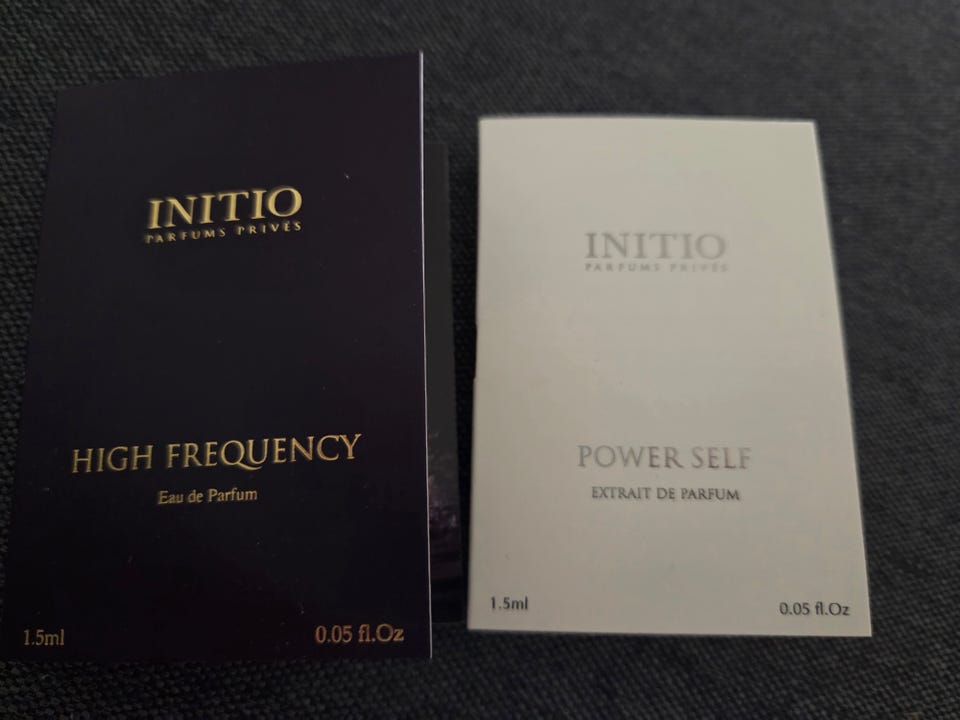 INITIO
PARFUMS PRIVÉS
HIGH FREQUENCY
Eau de Parfum
1.5ml
0.05 fl.Oz
INITIO
PARFUMS PRIVÉS
POWER SELF
EXTRAIT DE PARFUM
1.5ml
0.05 fl.Oz